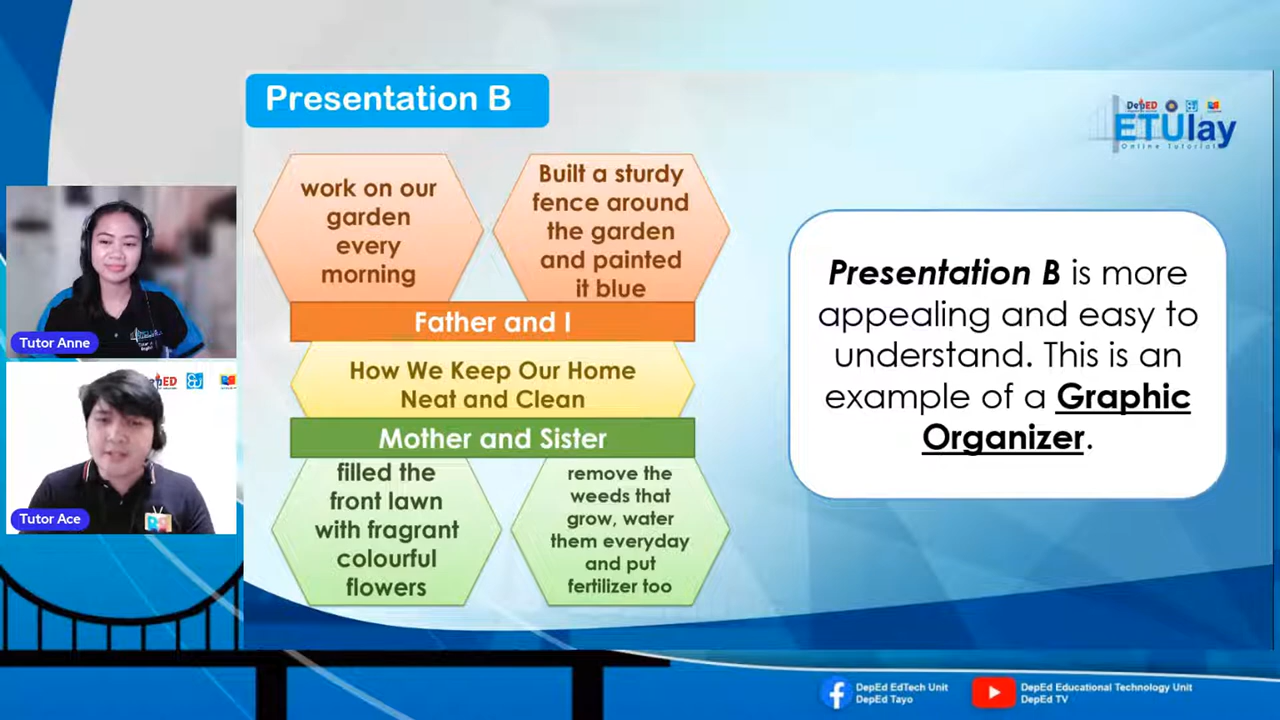 Presentation B
DepED
ETUlay
Online Tutorial
work on our
garden
every
morning
Built a sturdy
fence around
the garden
and painted
it blue
Father and I
How We Keep Our Home
Neat and Clean
Mother and Sister
filled the
front lawn
with fragrant
colourful
flowers
remove the
weeds that
grow, water
them everyday
and put
fertilizer too
Presentation B is more
appealing and easy to
understand. This is an
example of a Graphic
Organizer.
Tutor Anne
Tutor Ace
DepEd EdTech Unit
DepEd Tayo
DepEd Educational Technology Unit
DepEd TV